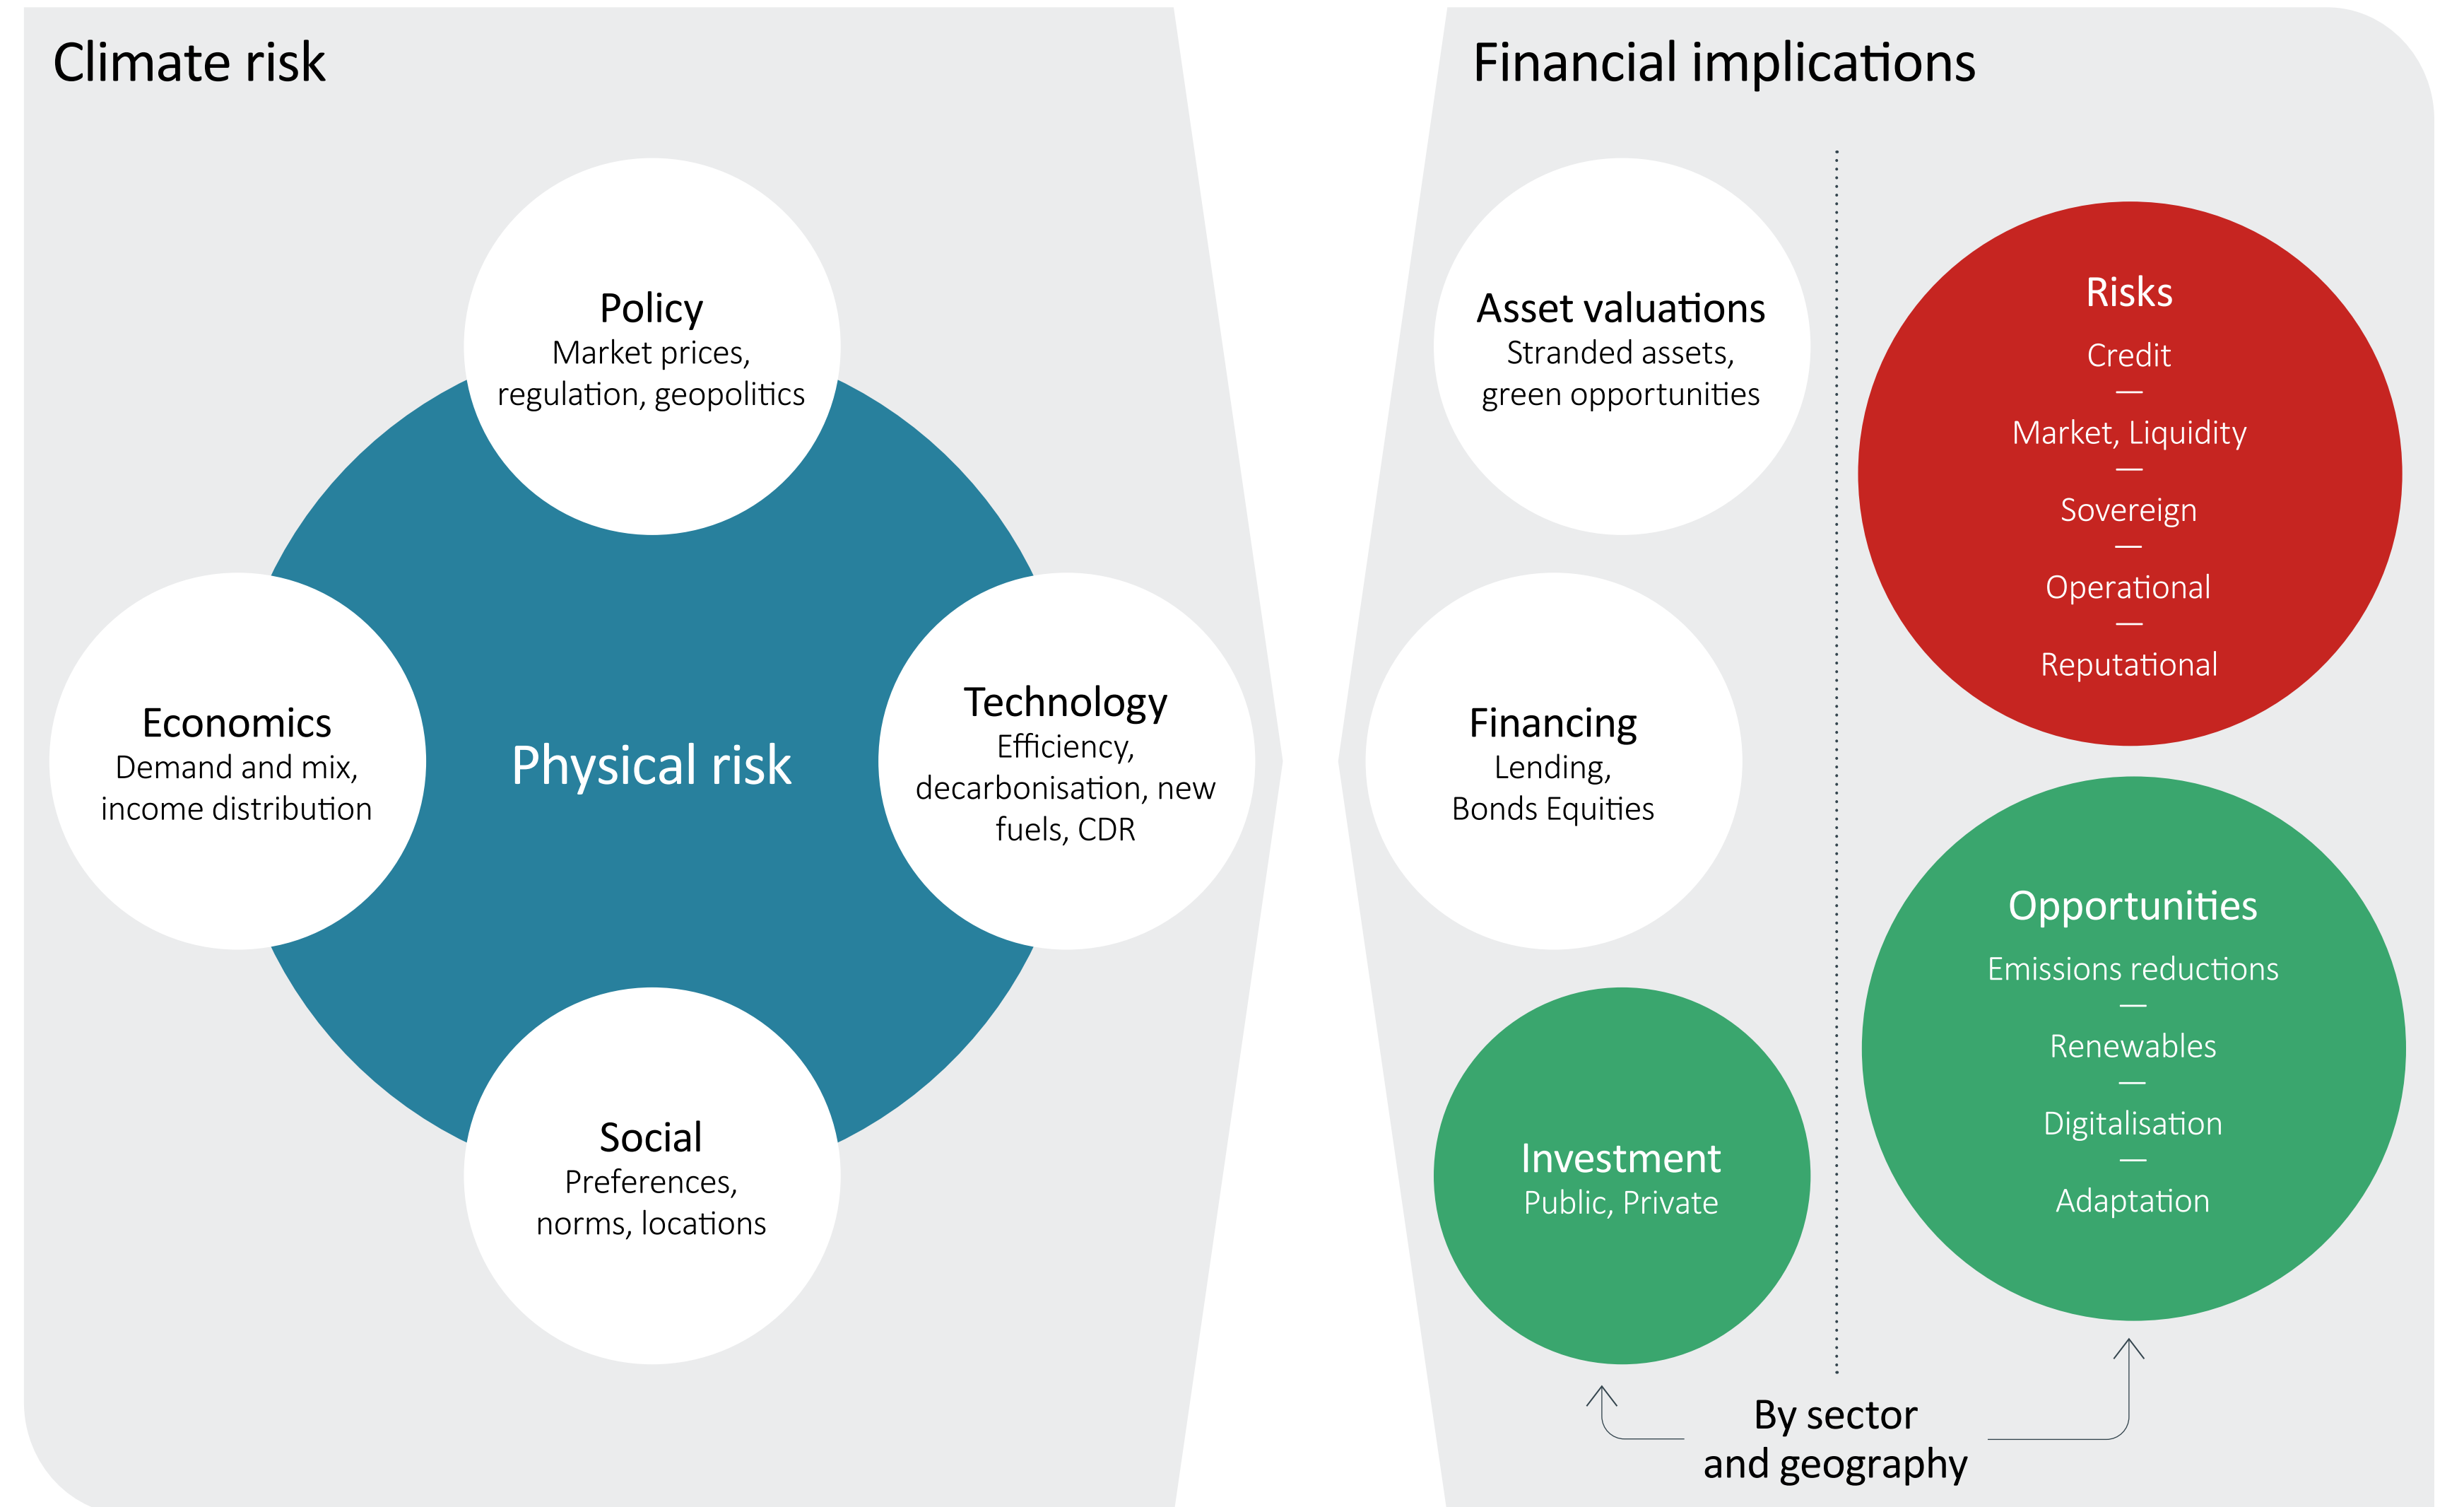 Climate risk
Policy
Market prices,
regulation, geopolitics
Economics
Demand and mix,
income distribution
Physical risk
Technology
Efficiency,
decarbonisation, new
fuels, CDR
Social
Preferences,
norms, locations
Financial implications
Asset valuations
Stranded assets,
green opportunities
Financing
Lending,
Bonds Equities
Investment
Public, Private
Risks
Credit
—
Market, Liquidity
—
Sovereign
—
Operational
—
Reputational
Opportunities
Emissions reductions
—
Renewables
—
Digitalisation
—
Adaptation
By sector
and geography